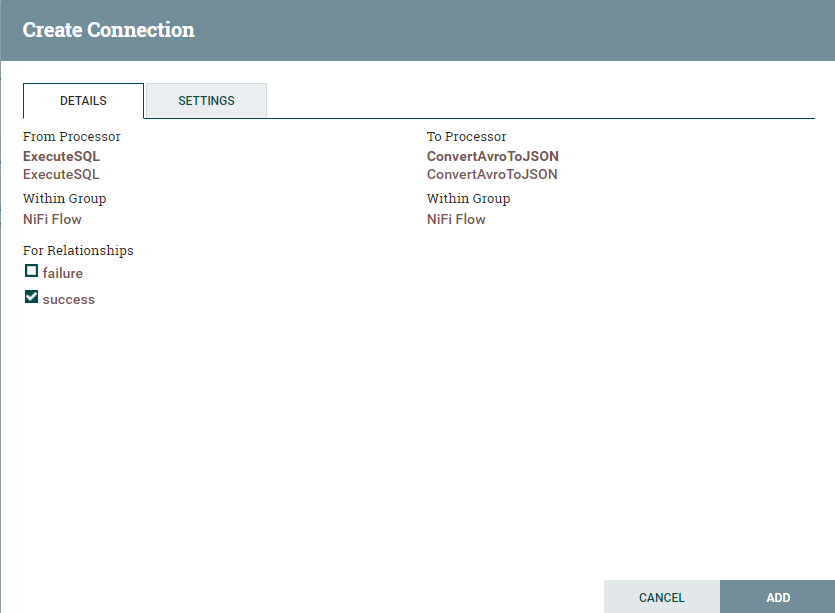 Create Connection
DETAILS SETTINGS
From Processor
ExecuteSQL
ExecuteSQL
Within Group
NiFi Flow
To Processor
ConvertAvroToJSON
ConvertAvroToJSON
Within Group
NiFi Flow
For Relationships
failure
success
CANCEL ADD